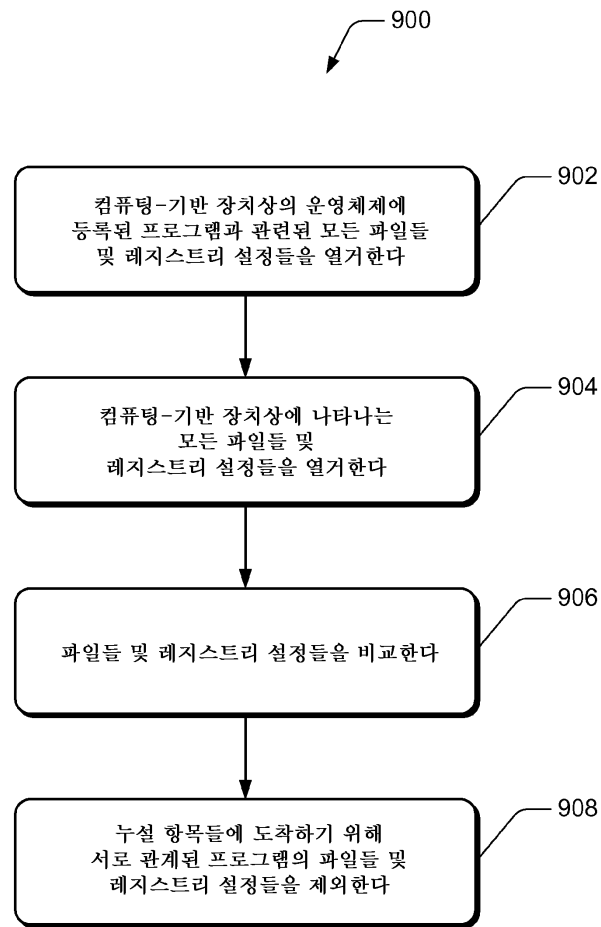 900
902
컴퓨팅-기반 장치상의 운영체제에
등록된 프로그램과 관련된 모든 파일들
및 레지스트리 설정들을 열거한다
904
컴퓨팅-기반 장치상에 나타나는
모든 파일들 및
레지스트리 설정들을 열거한다
906
파일들 및 레지스트리 설정들을 비교한다
908
누설 항목들에 도착하기 위해
서로 관계된 프로그램의 파일들 및
레지스트리 설정들을 제외한다